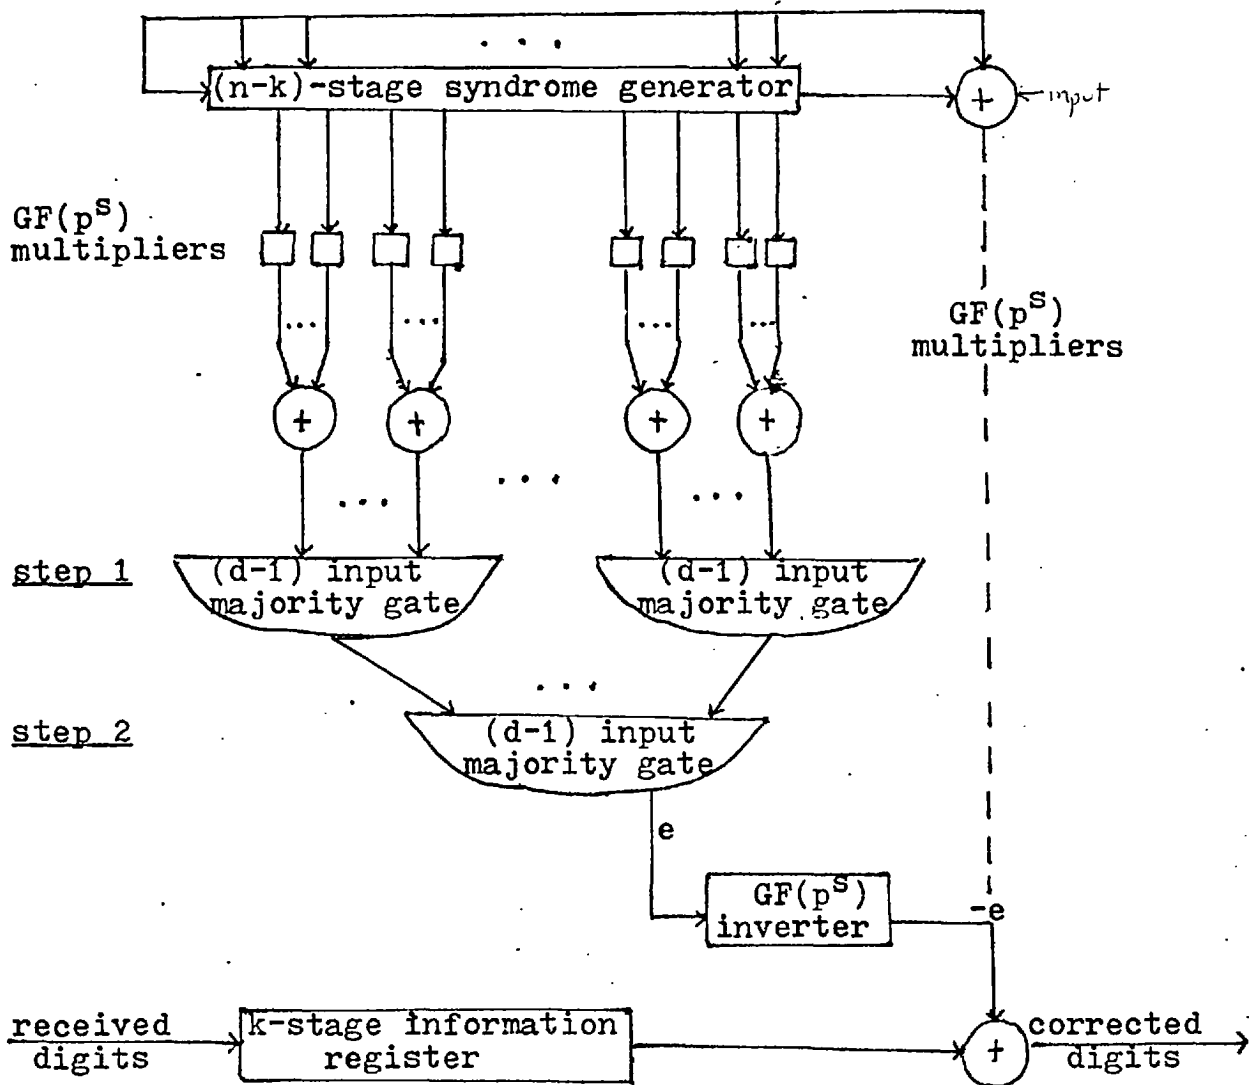 (n-k)-stage syndrome generator
+
input
GF(p^s)
multipliers
GF(p^s)
multipliers
+ + + +
step 1
(d-1) input
majority gate
(d-1) input
majority gate
step 2
(d-1) input
majority gate
e
GF(p^s)
inverter
-e
received
digits
k-stage information
register
+
corrected
digits